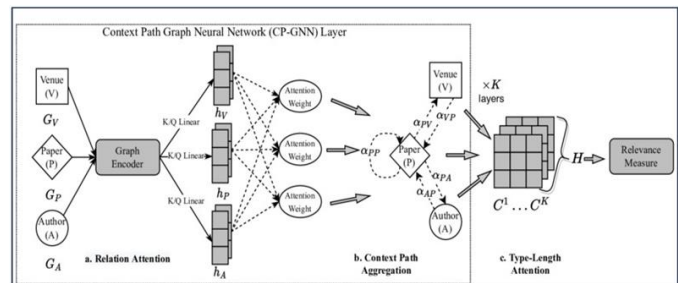 Context Path Graph Neural Network (CP-GNN) Layer
Venue
(V)
G_V
Paper
(P)
G_P
Author
(A)
G_A
Graph
Encoder
K/Q Linear
K/Q Linear
K/Q Linear
h_V
h_P
h_A
Attention
Weight
Attention
Weight
Attention
Weight
a. Relation Attention
Venue
(V)
α_PV
α_VP
α_PP
Paper
(P)
α_PA
α_AP
Author
(A)
b. Context Path
Aggregation
×K
layers
C^1 ... C^K
H
c. Type-Length
Attention
Relevance
Measure